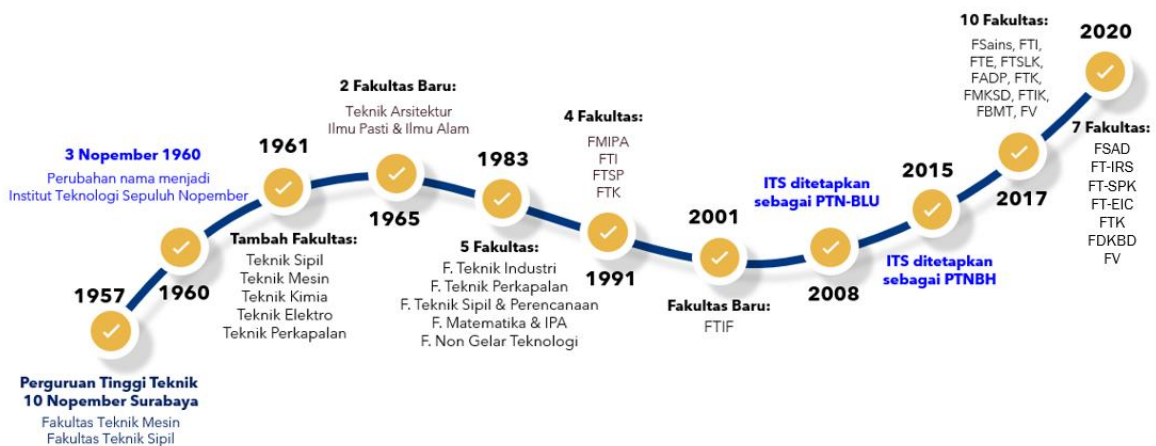 1957
Perguruan Tinggi Teknik
10 Nopember Surabaya
Fakultas Teknik Mesin
Fakultas Teknik Sipil
3 Nopember 1960
Perubahan nama menjadi
Institut Teknologi Sepuluh Nopember
1960
1961
Tambah Fakultas:
Teknik Sipil
Teknik Mesin
Teknik Kimia
Teknik Elektro
Teknik Perkapalan
2 Fakultas Baru:
Teknik Arsitektur
Ilmu Pasti & Ilmu Alam
1965
1983
5 Fakultas:
F. Teknik Industri
F. Teknik Perkapalan
F. Teknik Sipil & Perencanaan
F. Matematika & IPA
F. Non Gelar Teknologi
4 Fakultas:
FMIPA
FTI
FTSP
FTK
1991
2001
Fakultas Baru:
FTIF
ITS ditetapkan
sebagai PTN-BLU
2008
2015
ITS ditetapkan
sebagai PTNBH
10 Fakultas:
FSains, FTI,
FTE, FTSLK,
FADP, FTK,
FMKSD, FTIK,
FBMT, FV
2017
2020
7 Fakultas:
FSAD
FT-IRS
FT-SPK
FT-EIC
FTK
FDKBD
FV